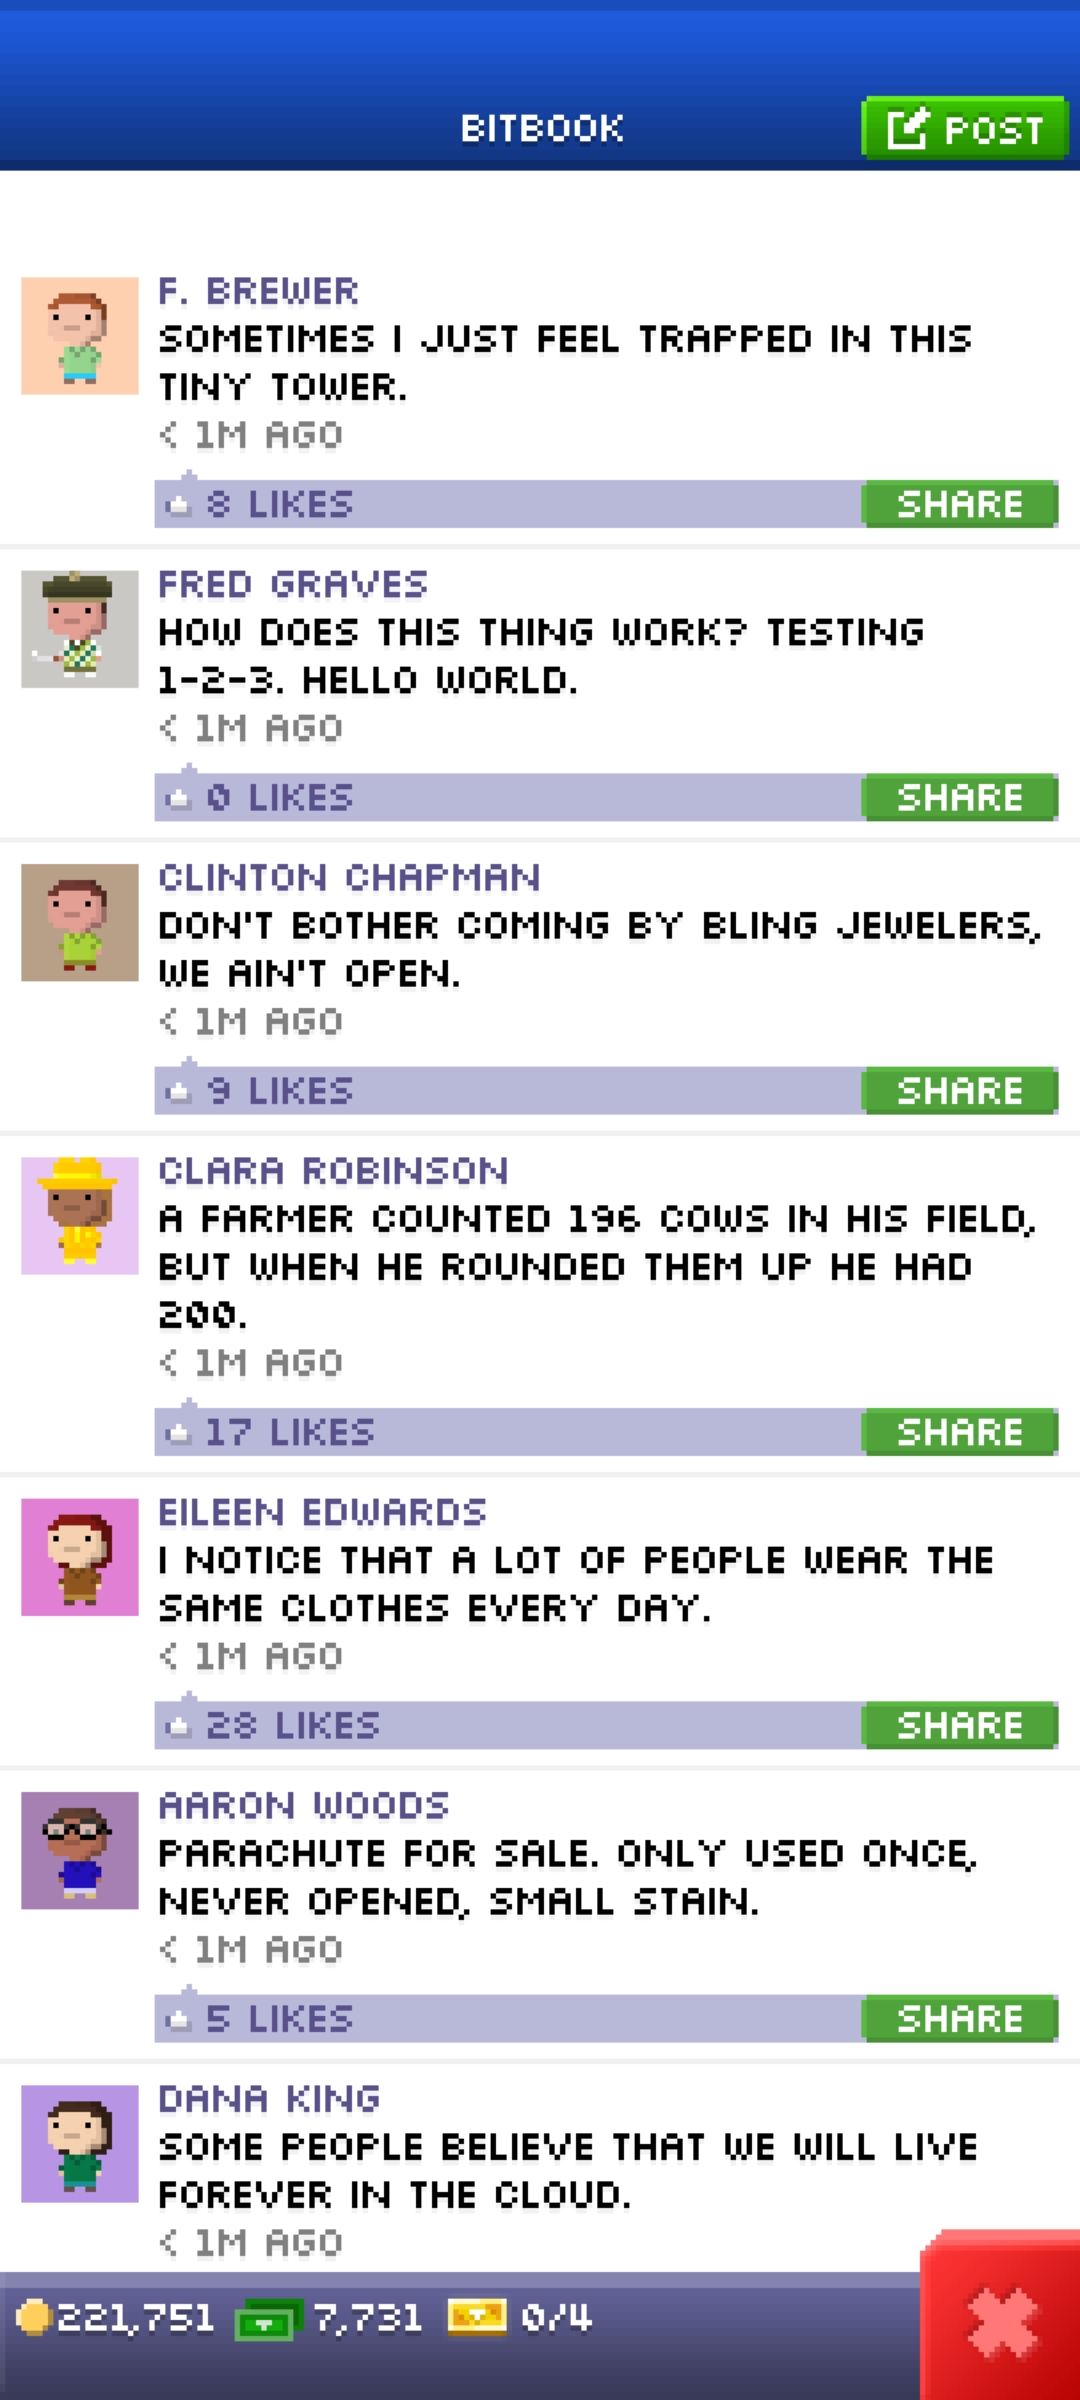 BITBOOK
POST
F. BREWER
SOMETIMES I JUST FEEL TRAPPED IN THIS
TINY TOWER.
< 1M AGO
8 LIKES
SHARE
FRED GRAVES
HOW DOES THIS THING WORK? TESTING
1-2-3. HELLO WORLD.
< 1M AGO
0 LIKES
SHARE
CLINTON CHAPMAN
DON'T BOTHER COMING BY BLING JEWELERS,
WE AIN'T OPEN.
< 1M AGO
9 LIKES
SHARE
CLARA ROBINSON
A FARMER COUNTED 196 COWS IN HIS FIELD,
BUT WHEN HE ROUNDED THEM UP HE HAD
200.
< 1M AGO
17 LIKES
SHARE
EILEEN EDWARDS
I NOTICE THAT A LOT OF PEOPLE WEAR THE
SAME CLOTHES EVERY DAY.
< 1M AGO
28 LIKES
SHARE
AARON WOODS
PARACHUTE FOR SALE. ONLY USED ONCE,
NEVER OPENED, SMALL STAIN.
< 1M AGO
5 LIKES
SHARE
DANA KING
SOME PEOPLE BELIEVE THAT WE WILL LIVE
FOREVER IN THE CLOUD.
< 1M AGO
221,751
7,731
0/4